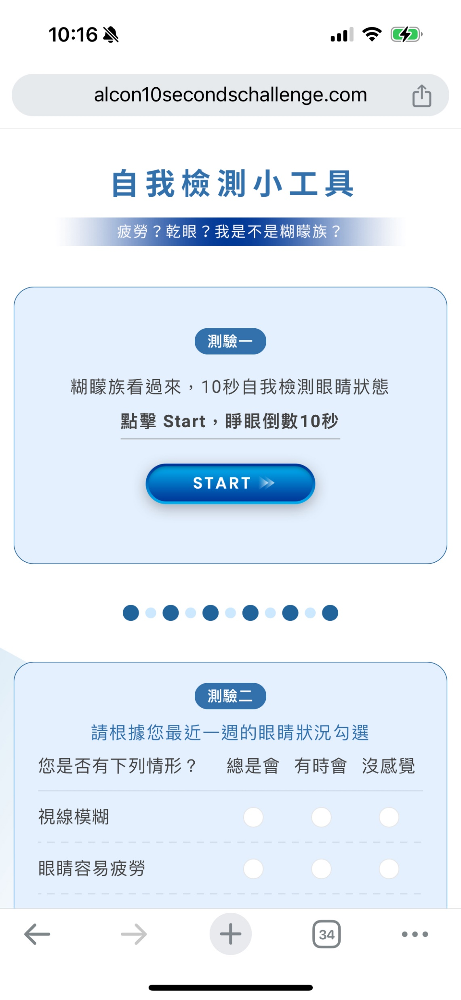 10:16
alcon10secondschallenge.com
自我檢測小工具
疲勞？乾眼？我是不是糊矇族？
測驗一
糊矇族看過來，10秒自我檢測眼睛狀態
點擊 Start，睜眼倒數10秒
START
測驗二
請根據您最近一週的眼睛狀況勾選
您是否有下列情形？ 總是會 有時會 沒感覺
視線模糊
眼睛容易疲勞
34